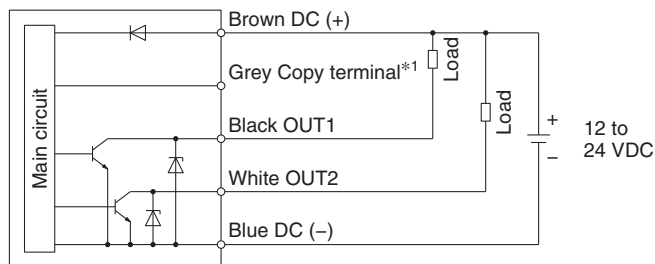 Brown DC (+)
Grey Copy terminal*1
Black OUT1
White OUT2
Blue DC (−)
Main circuit
Load
Load
+
−
12 to
24 VDC